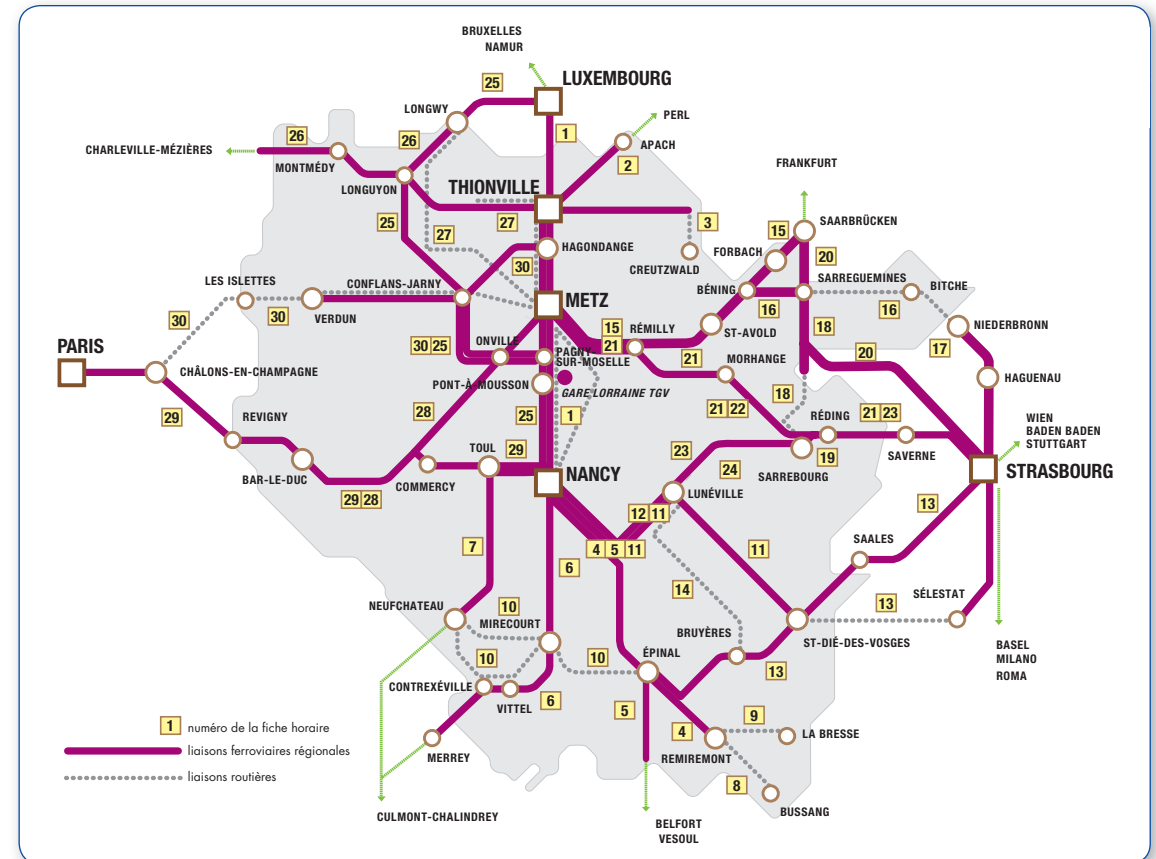 BRUXELLES
NAMUR
LUXEMBOURG
25
LONGWY
PERL
1
APACH
26
26
CHARLEVILLE-MÉZIÈRES
MONTMÉDY
2
FRANKFURT
LONGUYON
THIONVILLE
27
3
SAARBRÜCKEN
25
27
15
HAGONDANGE
FORBACH
20
30
CREUTZWALD
SARREGUEMINES
LES ISLETTES
CONFLANS-JARNY
BÉNING
BITCHE
METZ
30
VERDUN
16
16
30
ST-AVOLD
NIEDERBRONN
15
RÉMILLY
18
17
PARIS
30 25
ONVILLE
21
20
PAGNY
SUR-MOSELLE
21
MORHANGE
CHÂLONS-EN-CHAMPAGNE
HAGUENAU
PONT-À MOUSSON
GARE LORRAINE TGV
18
29
28
25
1
21 22
RÉDING
21 23
WIEN
BADEN BADEN
STUTTGART
REVIGNY
TOUL
29
23
SAVERNE
19
24
SARREBOURG
STRASBOURG
BAR-LE-DUC
COMMERCY
NANCY
LUNÉVILLE
29 28
12 11
13
7
4 5 11
11
SAALES
6
14
NEUFCHATEAU
10
MIRECOURT
13
SÉLESTAT
BRUYÈRES
ST-DIÉ-DES-VOSGES
10
10
ÉPINAL
13
BASEL
MILANO
ROMA
CONTREXÉVILLE
VITTEL
6
5
9
1 numéro de la fiche horaire
4
LA BRESSE
liaisons ferroviaires régionales
MERREY
REMIREMONT
liaisons routières
8
BUSSANG
CULMONT-CHALINDREY
BELFORT
VESOUL